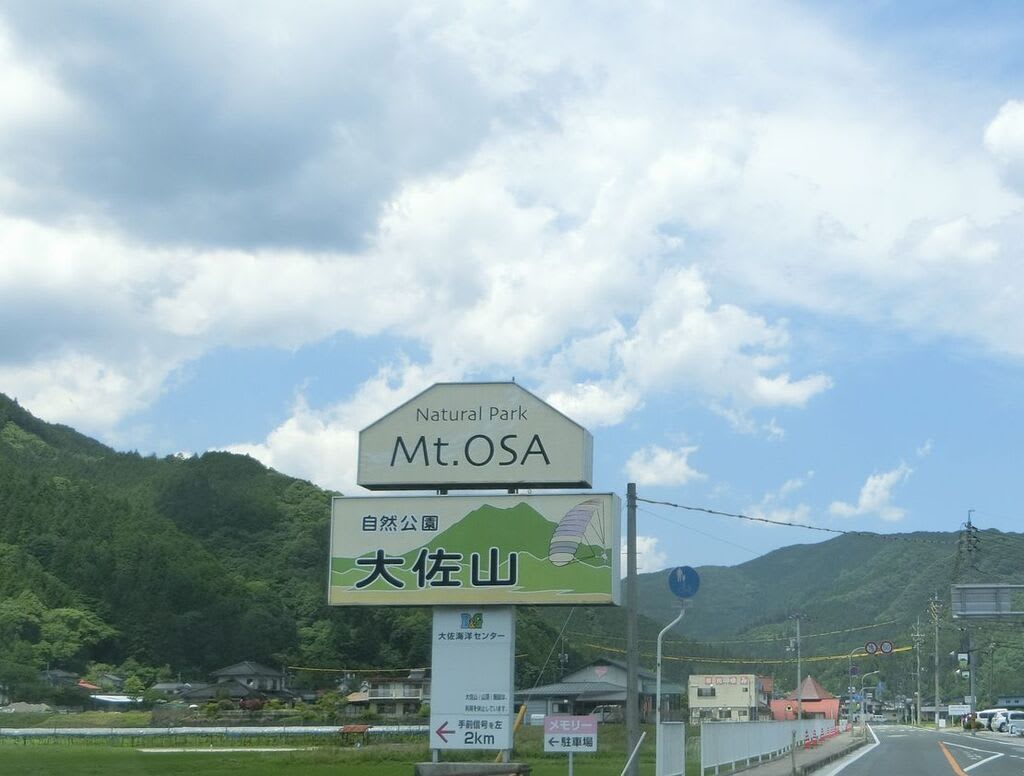 Natural Park
Mt.OSA
自然公園
大佐山
B&G
大佐海洋センター
手前信号を左
2km
メモリー
←駐車場